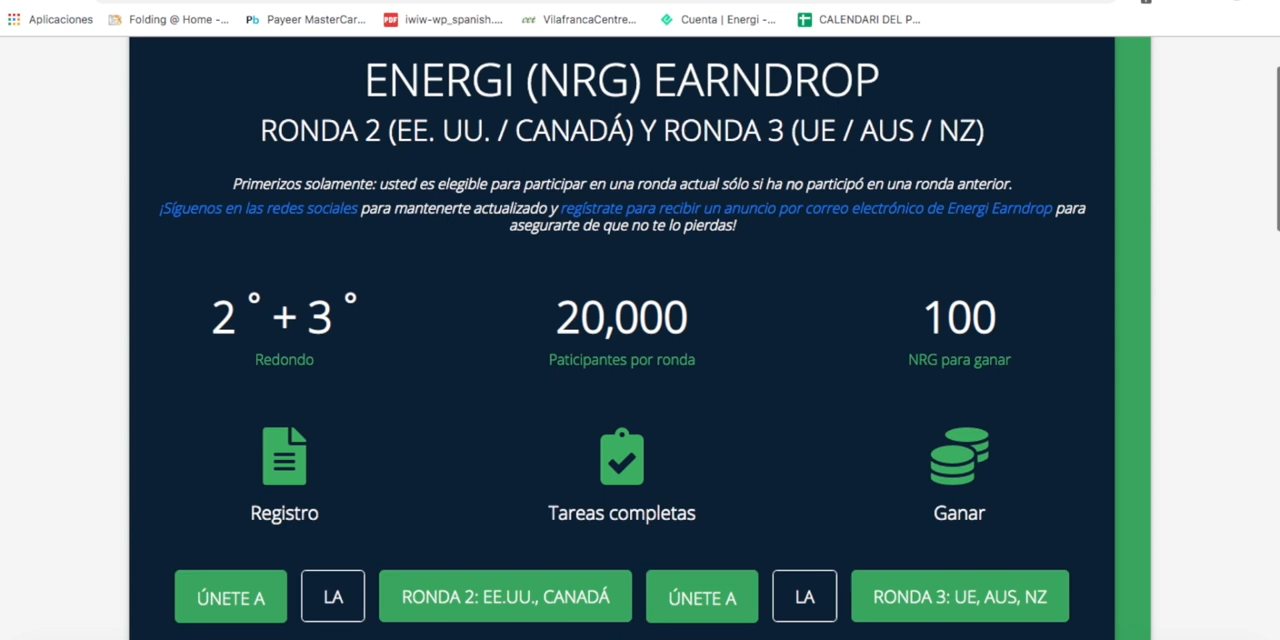 Aplicaciones Folding @ Home -... Pb Payeer MasterCar... PDF iwiw-wp_spanish.... cet VilafrancaCentre... Cuenta | Energi -... CALENDARI DEL P...
ENERGI (NRG) EARNDROP
RONDA 2 (EE. UU. / CANADÁ) Y RONDA 3 (UE / AUS / NZ)
Primerizos solamente: usted es elegible para participar en una ronda actual sólo si ha no participó en una ronda anterior.
¡Síguenos en las redes sociales para mantenerte actualizado y regístrate para recibir un anuncio por correo electrónico de Energi Earndrop para
asegurarte de que no te lo pierdas!
2 ° + 3 ° 20,000 100
Redondo Paticipantes por ronda NRG para ganar
Registro Tareas completas Ganar
ÚNETE A LA RONDA 2: EE.UU., CANADÁ ÚNETE A LA RONDA 3: UE, AUS, NZ